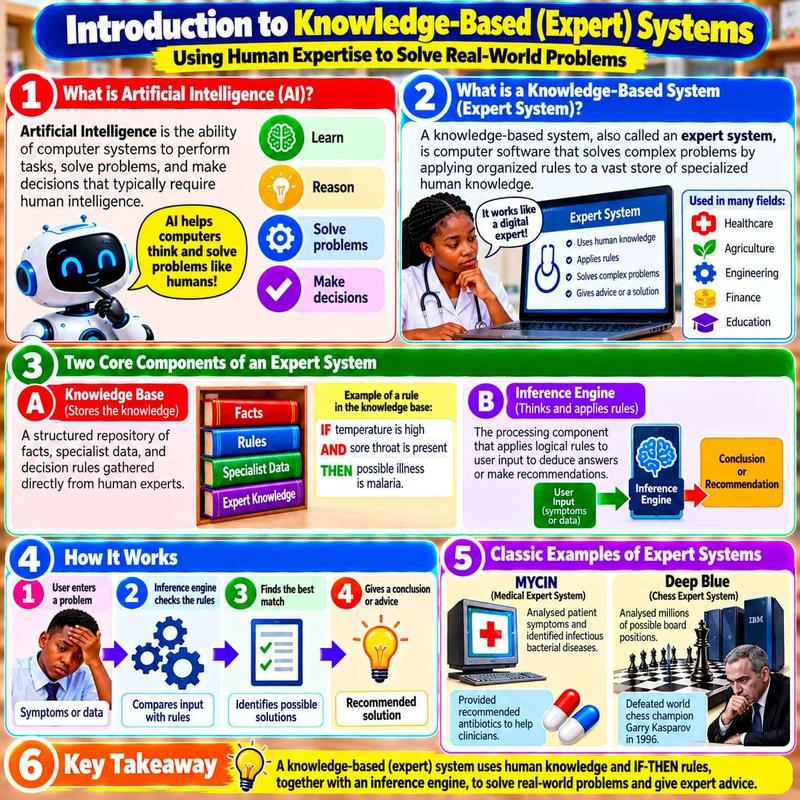 Introduction to Knowledge-Based (Expert) Systems
Using Human Expertise to Solve Real-World Problems
1 What is Artificial Intelligence (AI)?
Artificial Intelligence is the ability
of computer systems to perform
tasks, solve problems, and make
decisions that typically require
human intelligence.
AI helps
computers
think and solve
problems like
humans!
Learn
Reason
Solve
problems
Make
decisions
2 What is a Knowledge-Based System
(Expert System)?
A knowledge-based system, also called an expert system,
is computer software that solves complex problems by
applying organized rules to a vast store of specialized
human knowledge.
It works like
a digital
expert!
Expert System
Uses human knowledge
Applies rules
Solves complex problems
Gives advice or a solution
Used in many fields:
Healthcare
Agriculture
Engineering
Finance
Education
3 Two Core Components of an Expert System
A Knowledge Base
(Stores the knowledge)
A structured repository of
facts, specialist data, and
decision rules gathered
directly from human experts.
Facts
Rules
Specialist Data
Expert Knowledge
Example of a rule
in the knowledge base:
IF temperature is high
AND sore throat is present
THEN possible illness
is malaria.
B Inference Engine
(Thinks and applies rules)
The processing component
that applies logical rules to
user input to deduce answers
or make recommendations.
User
Input
(symptoms
or data)
Inference
Engine
Conclusion
or
Recommendation
4 How It Works
1 User enters
a problem
Symptoms or data
2 Inference engine
checks the rules
Compares input
with rules
3 Finds the best
match
Identifies possible
solutions
4 Gives a conclusion
or advice
Recommended
solution
5 Classic Examples of Expert Systems
MYCIN
(Medical Expert System)
Analysed patient
symptoms and
identified infectious
bacterial diseases.
Provided
recommended
antibiotics to help
clinicians.
Deep Blue
(Chess Expert System)
Analysed millions
of possible board
positions.
IBM
Defeated world
chess champion
Garry Kasparov
in 1996.
6 Key Takeaway
A knowledge-based (expert) system uses human knowledge and IF-THEN rules,
together with an inference engine, to solve real-world problems and give expert advice.